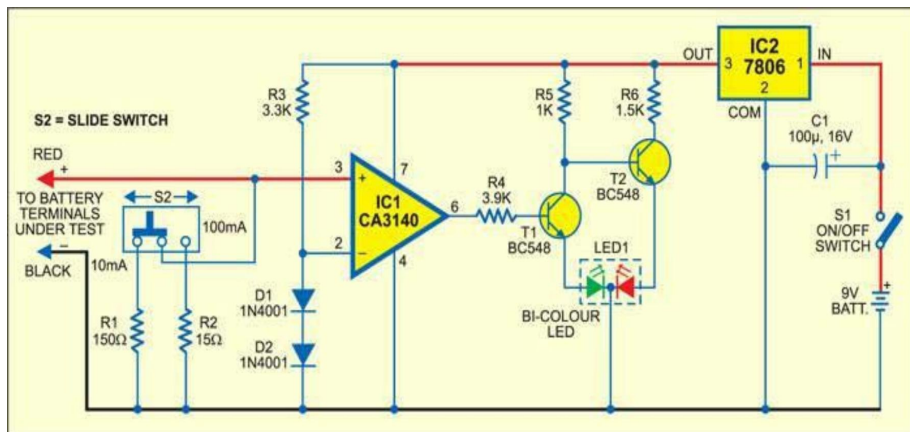 IC2
7806
OUT
3
1
IN
2
COM
R3
3.3K
R5
1K
R6
1.5K
C1
100µ, 16V
+
S2 = SLIDE SWITCH
RED
+
TO BATTERY
TERMINALS
UNDER TEST
–
BLACK
S2
100mA
10mA
3
+
7
IC1
CA3140
6
2
–
4
R4
3.9K
T1
BC548
T2
BC548
S1
ON/OFF
SWITCH
LED1
BI-COLOUR
LED
+
9V
BATT.
D1
1N4001
D2
1N4001
R1
150Ω
R2
15Ω